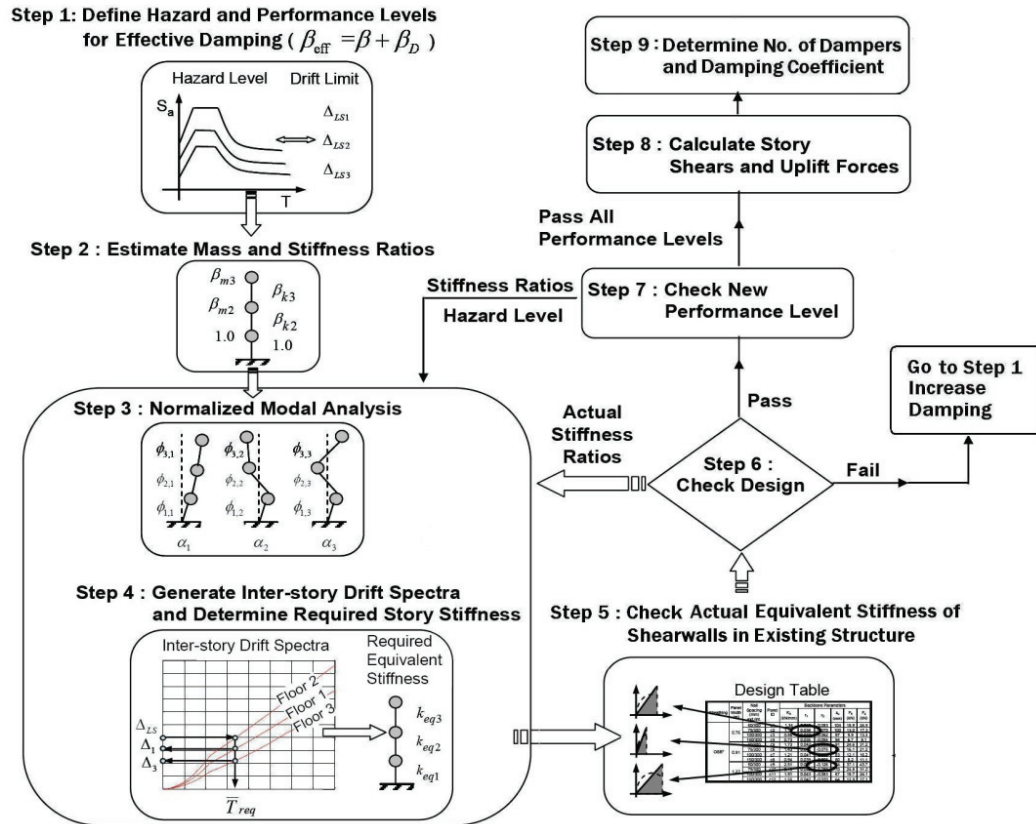 Step 1: Define Hazard and Performance Levels
for Effective Damping ( β_eff = β + β_D )
Hazard Level Drift Limit
S_a
Δ_LS1
Δ_LS2
Δ_LS3
T
Step 2 : Estimate Mass and Stiffness Ratios
β_m3
β_k3
β_m2
β_k2
1.0
1.0
Step 3 : Normalized Modal Analysis
ϕ_3,1 ϕ_3,2 ϕ_3,3
ϕ_2,1 ϕ_2,2 ϕ_2,3
ϕ_1,1 ϕ_1,2 ϕ_1,3
α_1 α_2 α_3
Step 4 : Generate Inter-story Drift Spectra
and Determine Required Story Stiffness
Inter-story Drift Spectra
Required
Equivalent
Stiffness
Floor 2
Floor 1
Floor 3
Δ_LS
Δ_1
Δ_3
T̅_req
k_eq3
k_eq2
k_eq1
Step 5 : Check Actual Equivalent Stiffness of
Shearwalls in Existing Structure
Design Table
Backbone Parameters
Step 6 :
Check Design
Actual
Stiffness
Ratios
Pass
Fail
Go to Step 1
Increase
Damping
Step 7 : Check New
Performance Level
Stiffness Ratios
Hazard Level
Pass All
Performance Levels
Step 8 : Calculate Story
Shears and Uplift Forces
Step 9 : Determine No. of Dampers
and Damping Coefficient